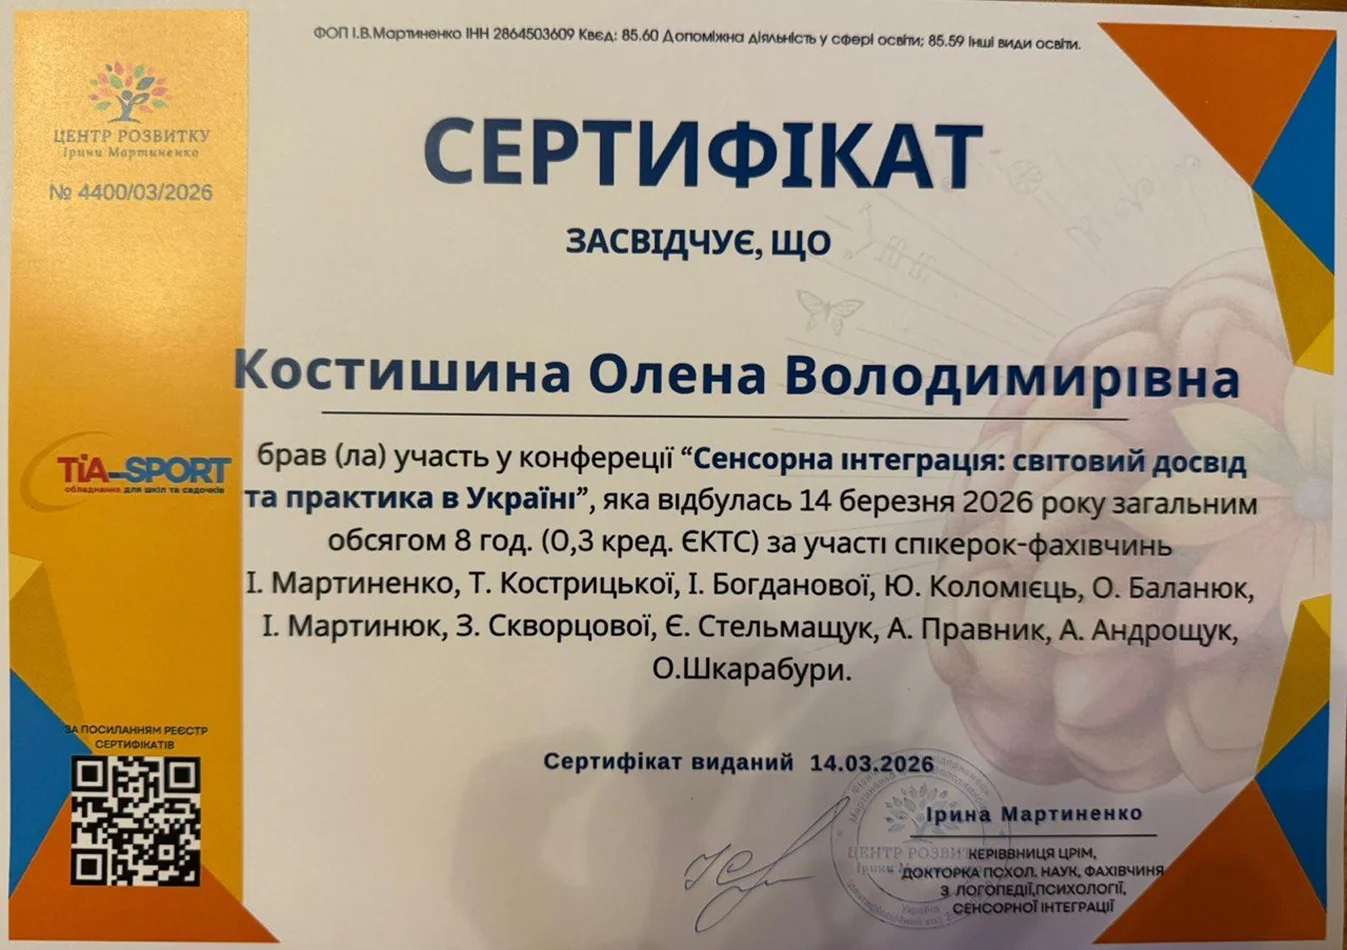 ФОП І.В.Мартиненко ІНН 2864503609 Квед: 85.60 Допоміжна діяльність у сфері освіти; 85.59 Інші види освіти.
ЦЕНТР РОЗВИТКУ
Ірини Мартиненко
№ 4400/03/2026
СЕРТИФІКАТ
ЗАСВІДЧУЄ, ЩО
Костишина Олена Володимирівна
брав (ла) участь у конфереції “Сенсорна інтеграція: світовий досвід
та практика в Україні”, яка відбулась 14 березня 2026 року загальним
обсягом 8 год. (0,3 кред. ЄКТС) за участі спікерок-фахівчинь
І. Мартиненко, Т. Кострицької, І. Богданової, Ю. Коломієць, О. Баланюк,
І. Мартинюк, З. Скворцової, Є. Стельмащук, А. Правник, А. Андрощук,
О.Шкарабури.
TIA-SPORT
обладнання для шкіл та садочків
ЗА ПОСИЛАННЯМ РЕЄСТР
СЕРТИФІКАТІВ
Сертифікат виданий 14.03.2026
Ірина Мартиненко
КЕРІВНИЦЯ ЦРІМ,
ДОКТОРКА ПСХОЛ. НАУК, ФАХІВЧИНЯ
З ЛОГОПЕДІЇ,ПСИХОЛОГІЇ,
СЕНСОРНОЇ ІНТЕГРАЦІЇ
ЦЕНТР РОЗВИТКУ
Ірини Мартиненко
Україна